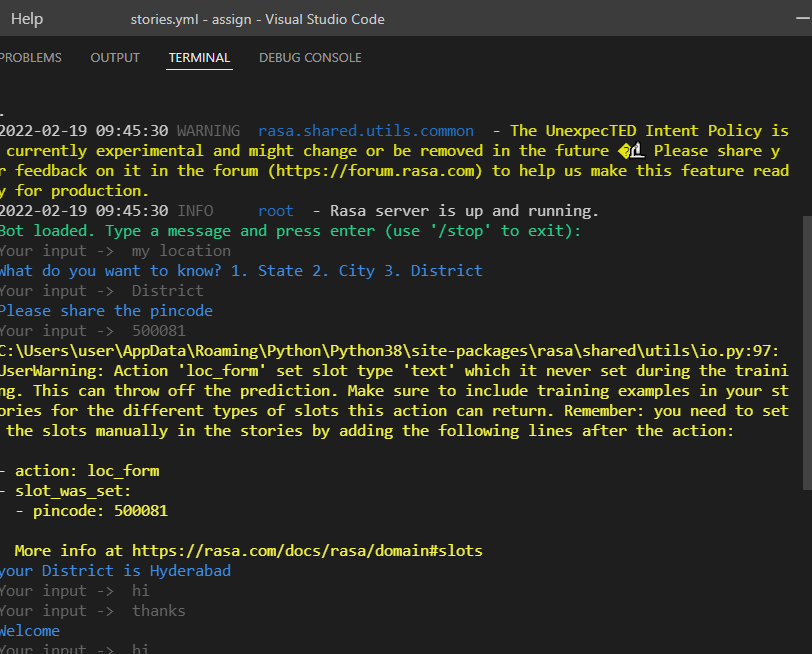 Help stories.yml - assign - Visual Studio Code
PROBLEMS OUTPUT TERMINAL DEBUG CONSOLE
.
2022-02-19 09:45:30 WARNING rasa.shared.utils.common - The UnexpecTED Intent Policy is
currently experimental and might change or be removed in the future Please share y
r feedback on it in the forum (https://forum.rasa.com) to help us make this feature read
y for production.
2022-02-19 09:45:30 INFO root - Rasa server is up and running.
Bot loaded. Type a message and press enter (use '/stop' to exit):
Your input -> my location
What do you want to know? 1. State 2. City 3. District
Your input -> District
Please share the pincode
Your input -> 500081
C:\Users\user\AppData\Roaming\Python\Python38\site-packages\rasa\shared\utils\io.py:97:
UserWarning: Action 'loc_form' set slot type 'text' which it never set during the traini
ng. This can throw off the prediction. Make sure to include training examples in your st
ories for the different types of slots this action can return. Remember: you need to set
the slots manually in the stories by adding the following lines after the action:
- action: loc_form
- slot_was_set:
- pincode: 500081
More info at https://rasa.com/docs/rasa/domain#slots
your District is Hyderabad
Your input -> hi
Your input -> thanks
Welcome
Your input -> hi